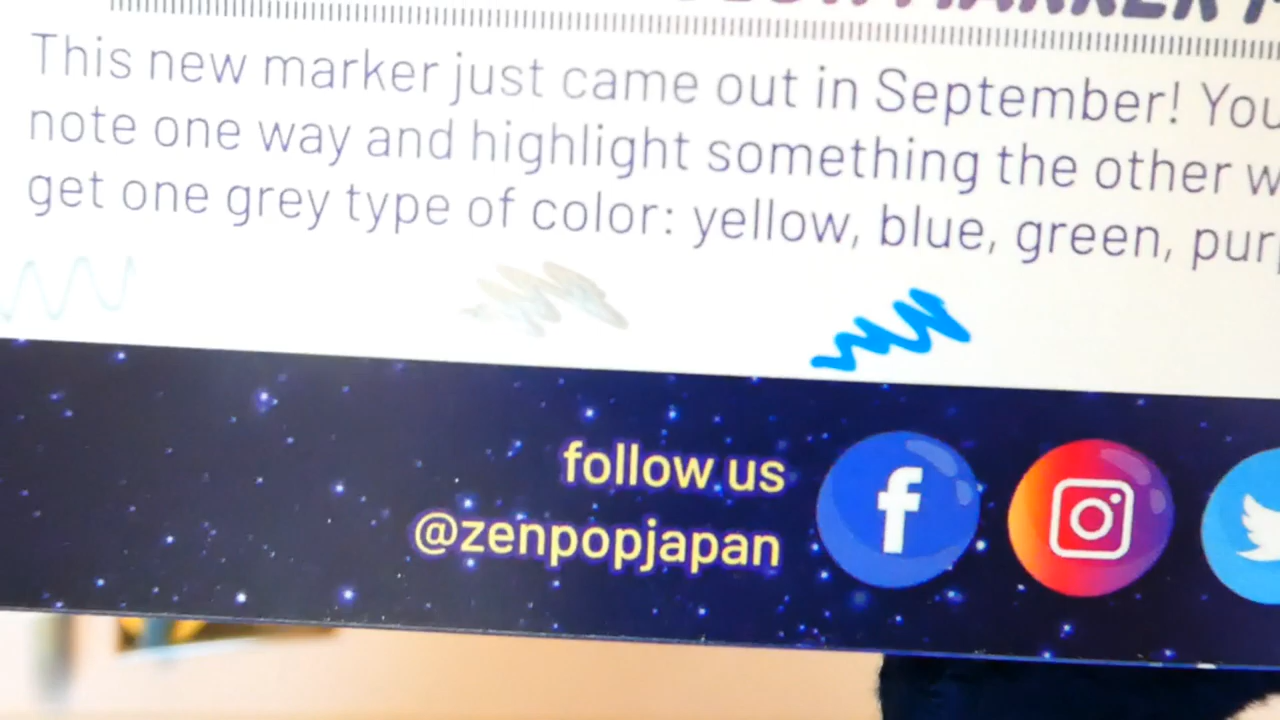 MARKER
This new marker just came out in September! You
note one way and highlight something the other
get one grey type of color: yellow, blue, green,
follow us
@zenpopjapan